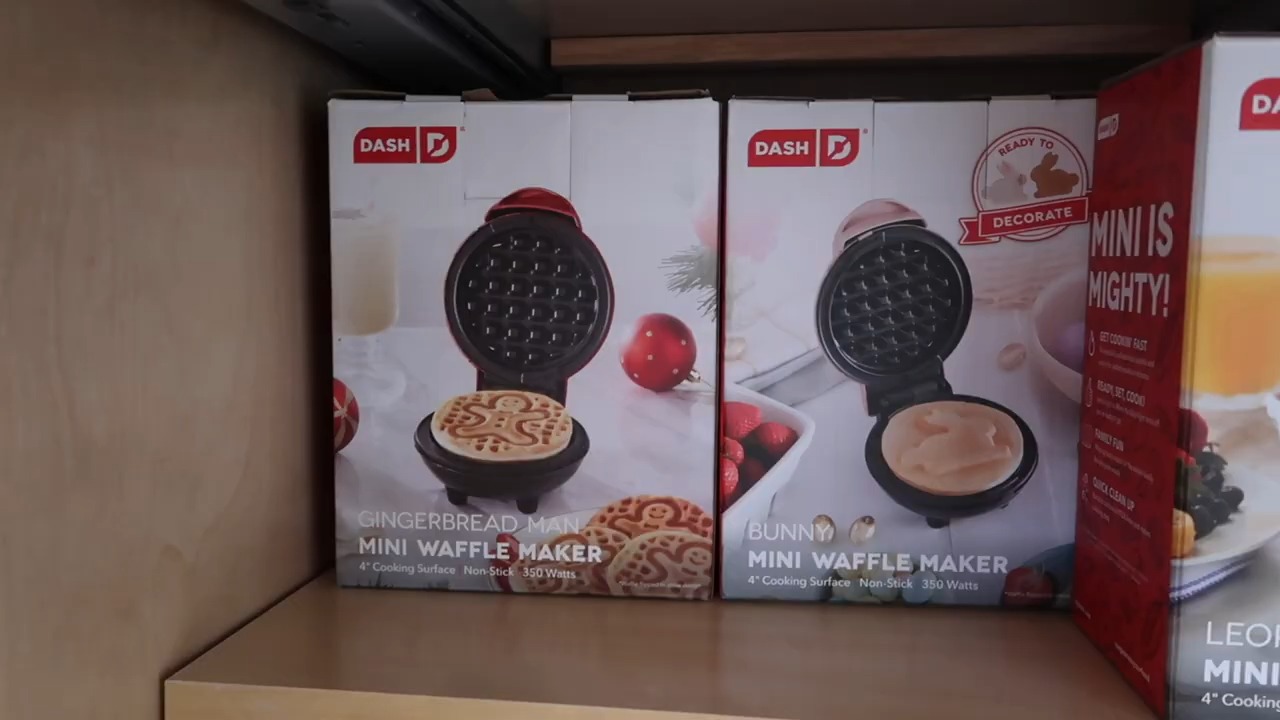 DASH D
GINGERBREAD MAN
MINI WAFFLE MAKER
4" Cooking Surface Non-Stick 350 Watts
DASH D
READY TO
DECORATE
BUNNY
MINI WAFFLE MAKER
4" Cooking Surface Non-Stick 350 Watts
MINI IS
MIGHTY!
GET COOKIN' FAST
READY, SET, COOK!
FAMILY FUN
QUICK CLEAN UP
DA
LEO
MINI
4" Cookin